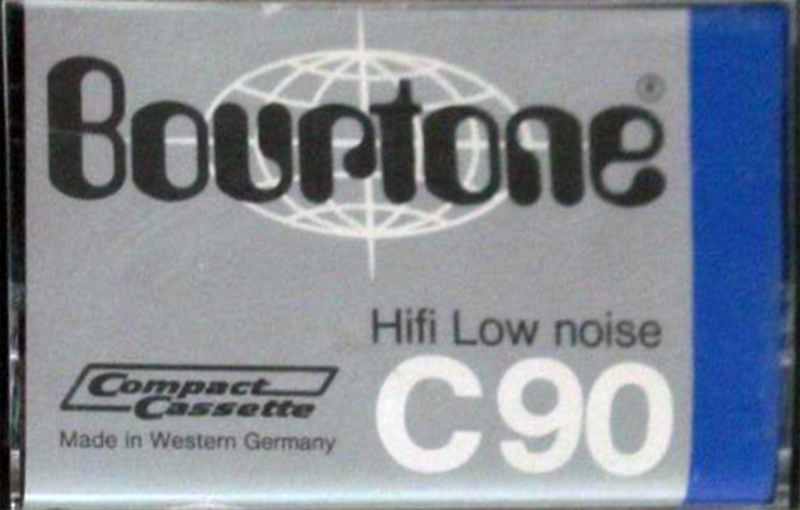 Bourtone®
Hifi Low noise
C90
Compact
Cassette
Made in Western Germany